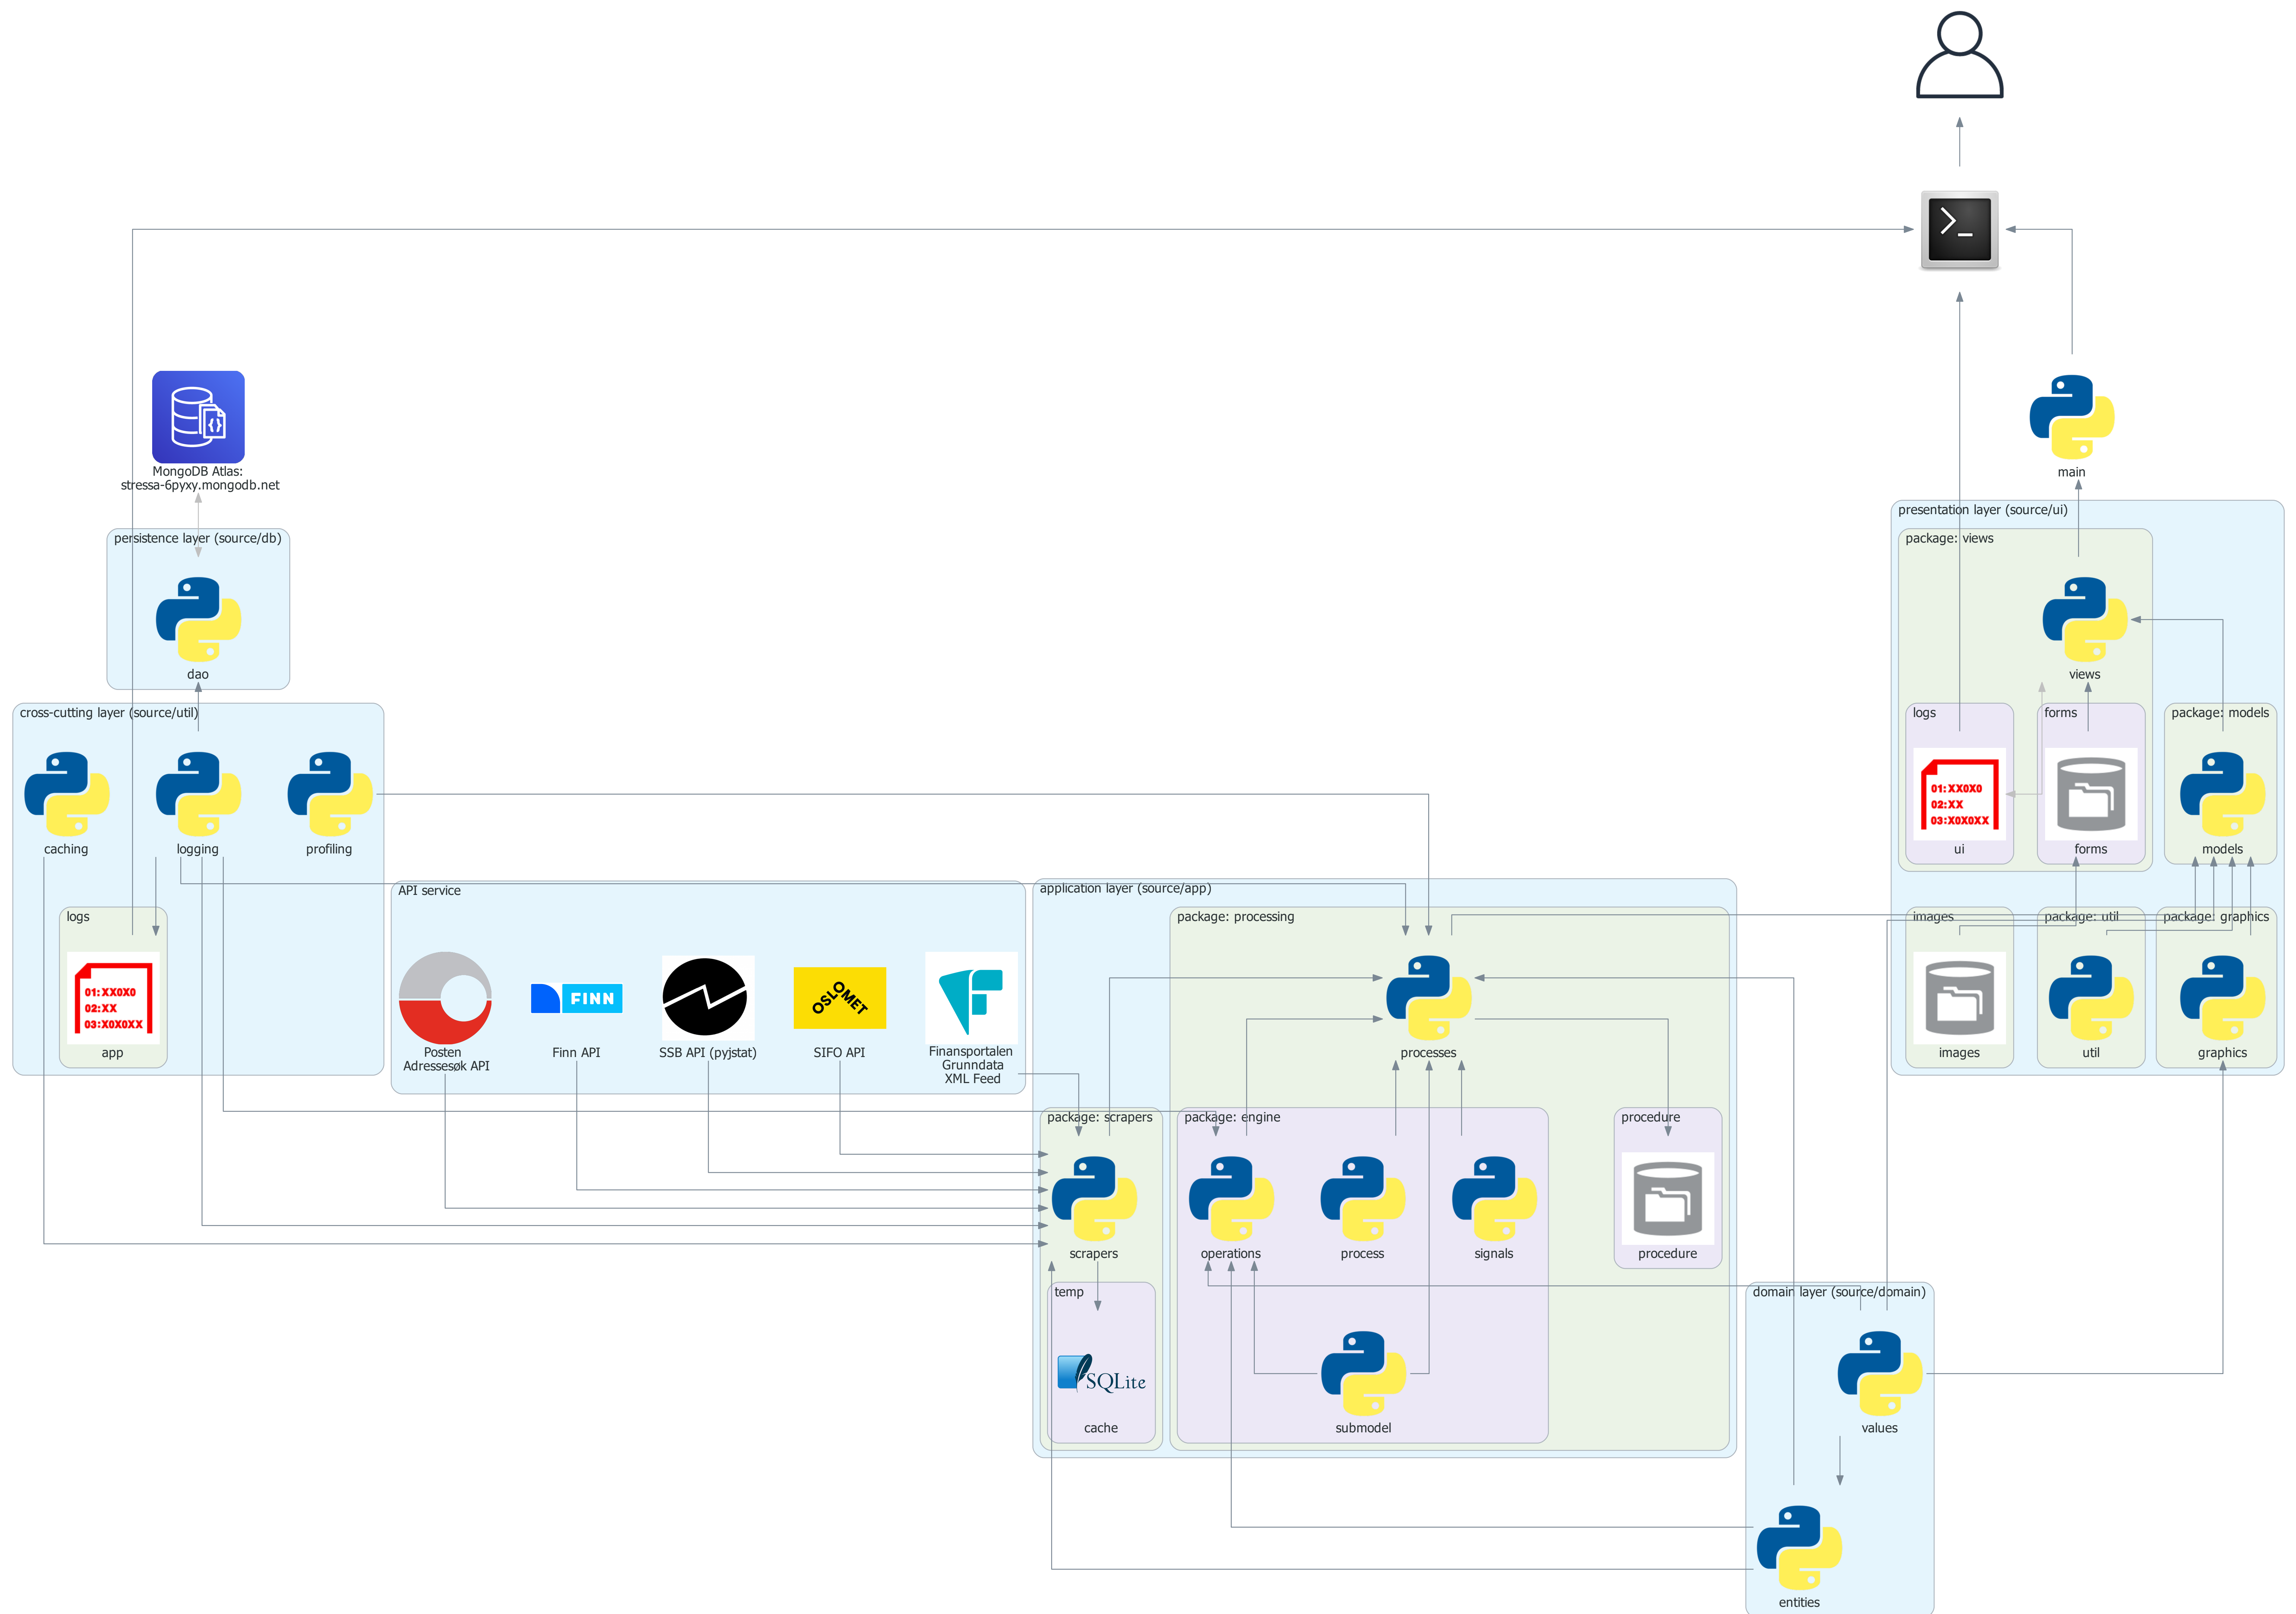 >_
MongoDB Atlas:
stressa-6pyxy.mongodb.net
main
presentation layer (source/ui)
package: views
persistence layer (source/db)
dao
views
cross-cutting layer (source/util)
logs
forms
package: models
01:XX0X0
02:XX
03:X0X0XX
caching
logging
profiling
ui
forms
models
API service
application layer (source/app)
logs
package: processing
images
package: util
package: graphics
01:XX0X0
02:XX
03:X0X0XX
FINN
OSLOMET
app
Posten
Adressesøk API
Finn API
SSB API (pyjstat)
SIFO API
Finansportalen
Grunndata
XML Feed
processes
images
util
graphics
package: scrapers
package: engine
procedure
scrapers
operations
process
signals
procedure
temp
domain layer (source/domain)
SQLite
cache
submodel
values
entities